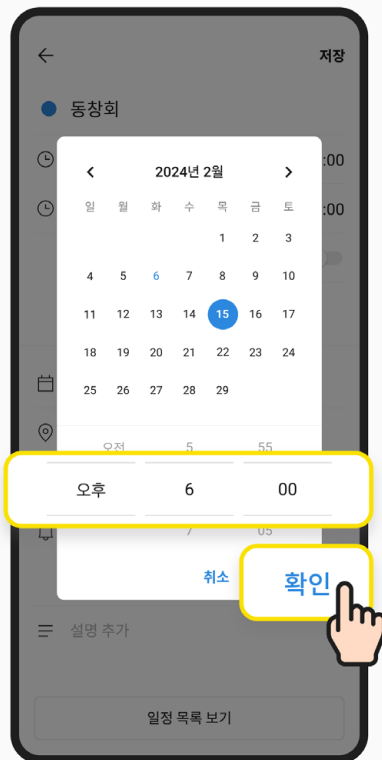 저장
동창회
:00
2024년 2월
일 월 화 수 목 금 토
:00
1 2 3
4 5 6 7 8 9 10
11 12 13 14 15 16 17
18 19 20 21 22 23 24
25 26 27 28 29
오전 5 55
오후 6 00
7 05
취소 확인
설명 추가
일정 목록 보기